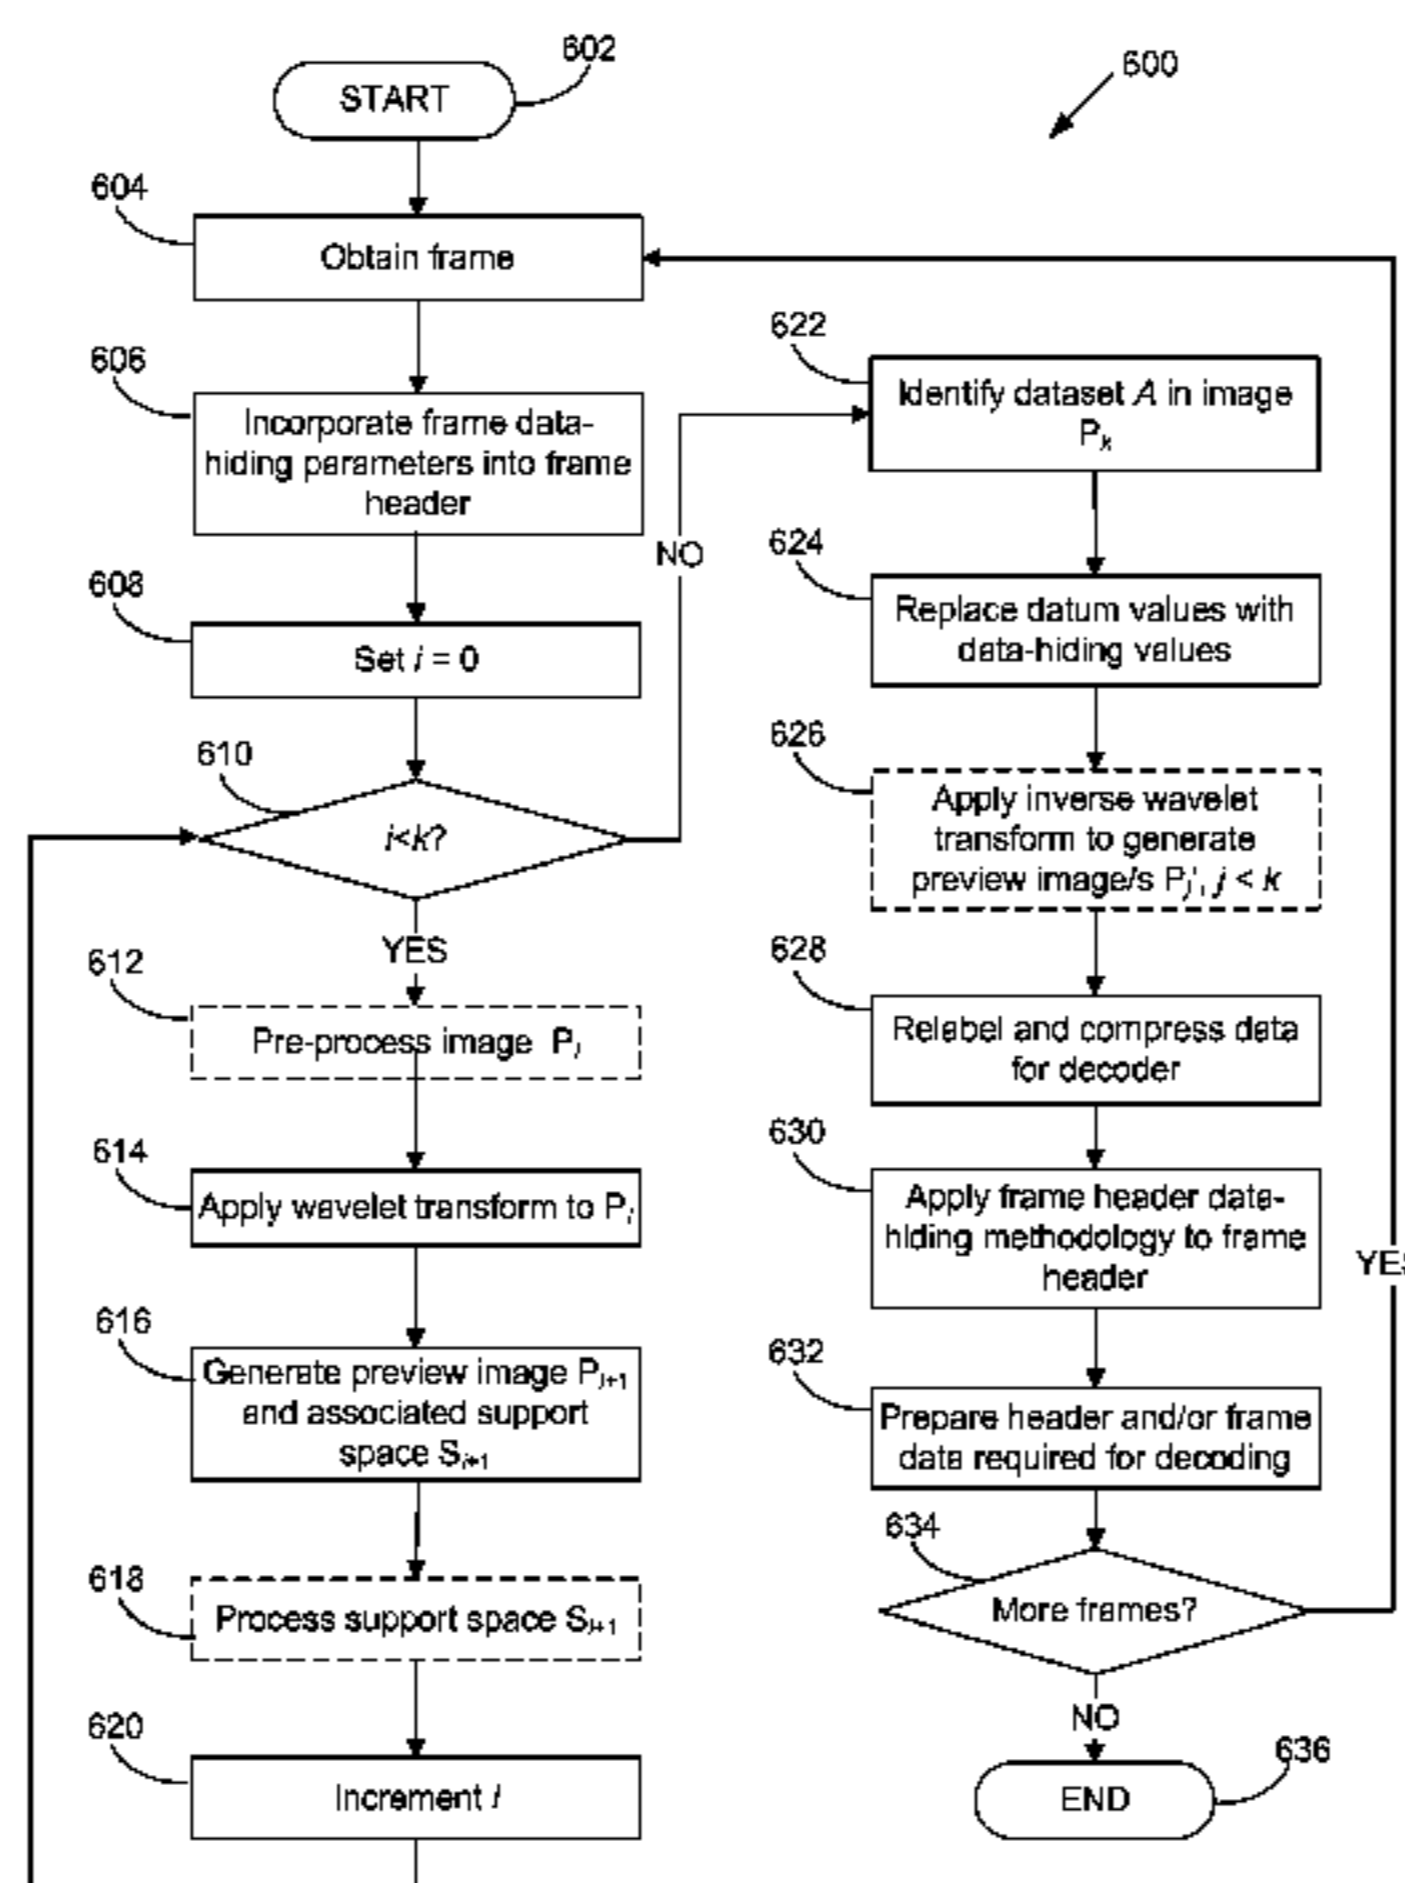 602
START
600
604
Obtain frame
606
Incorporate frame data-
hiding parameters into frame
header
608
Set i = 0
610
i<k?
NO
YES
612
Pre-process image Pi
614
Apply wavelet transform to Pi
616
Generate preview image Pi+1
and associated support
space Si+1
618
Process support space Si+1
620
Increment i
622
Identify dataset A in image
Pk
624
Replace datum values with
data-hiding values
626
Apply inverse wavelet
transform to generate
preview image/s Pj', j < k
628
Relabel and compress data
for decoder
630
Apply frame header data-
hiding methodology to frame
header
YES
632
Prepare header and/or frame
data required for decoding
634
More frames?
NO
636
END